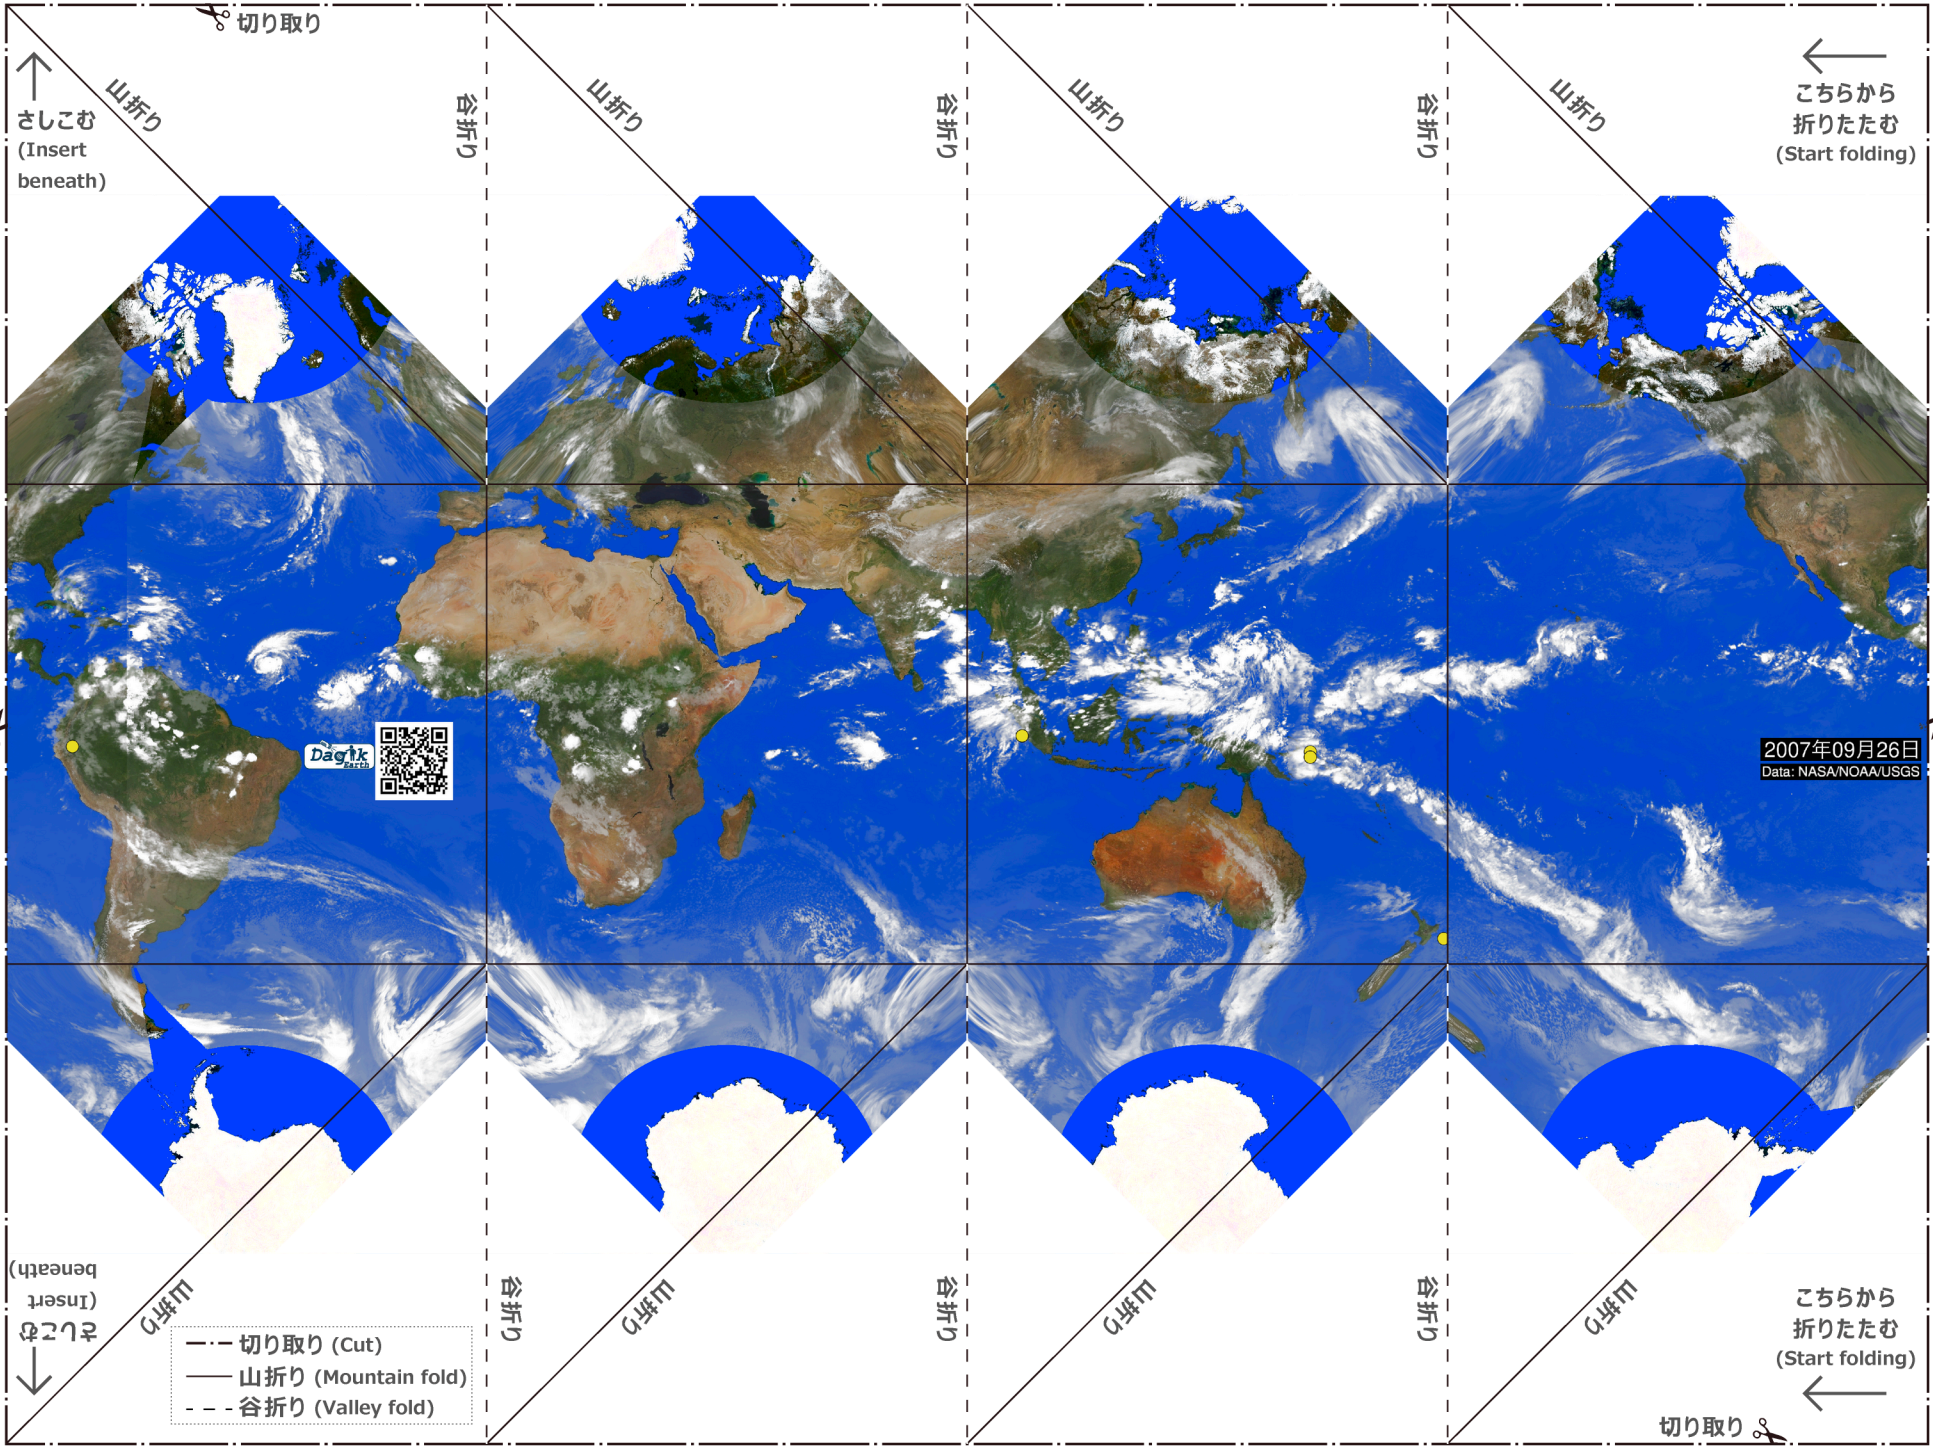 切り取り
山折り
谷折り
山折り
谷折り
山折り
谷折り
山折り
さしこむ
(Insert
beneath)
こちらから
折りたたむ
(Start folding)
Dagik
Earth
2007年09月26日
Data: NASA/NOAA/USGS
さしこむ
(Insert
beneath)
山折り
谷折り
山折り
谷折り
山折り
谷折り
山折り
こちらから
折りたたむ
(Start folding)
切り取り (Cut)
山折り (Mountain fold)
谷折り (Valley fold)
切り取り